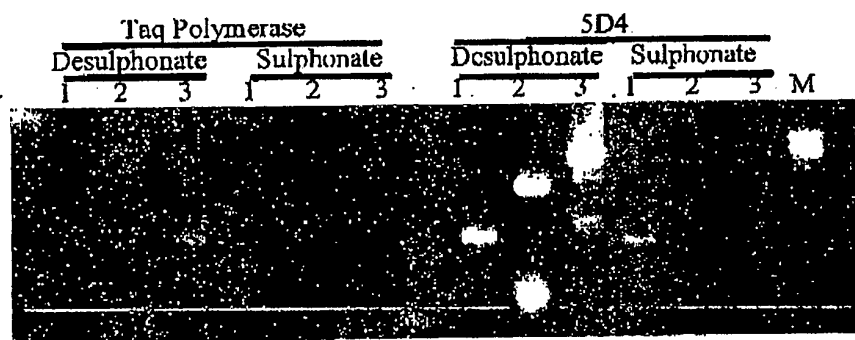 Taq Polymerase 5D4
Desulphonate Sulphonate Dcsulphonate Sulphonate
1 2 3 1 2 3 1 2 3 1 2 3 M